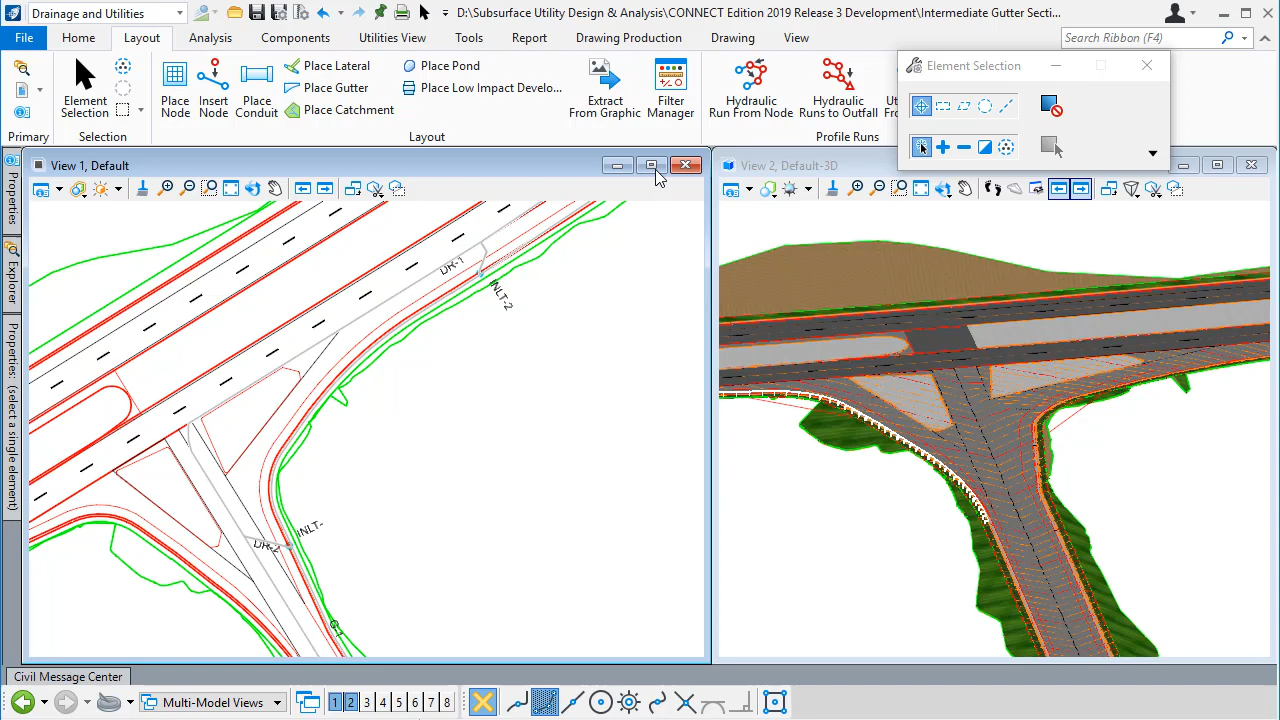 Drainage and Utilities
D:\Subsurface Utility Design & Analysis\CONNECT Edition 2019 Release 3 Development\Intermediate Gutter Secti...
File
Home
Layout
Analysis
Components
Utilities View
Tools
Report
Drawing Production
Drawing
View
Search Ribbon (F4)
Element Selection
Place Node
Insert Node
Place Conduit
Place Lateral
Place Gutter
Place Catchment
Place Pond
Place Low Impact Develo...
Extract From Graphic
Filter Manager
Hydraulic Run From Node
Hydraulic Runs to Outfall
Primary
Selection
Layout
Profile Runs
Element Selection
View 1, Default
View 2, Default-3D
Properties
Explorer
Properties: (select a single element)
DR-1
INLT-2
INLT-
DR-2
G-1
Civil Message Center
Multi-Model Views
1 2 3 4 5 6 7 8